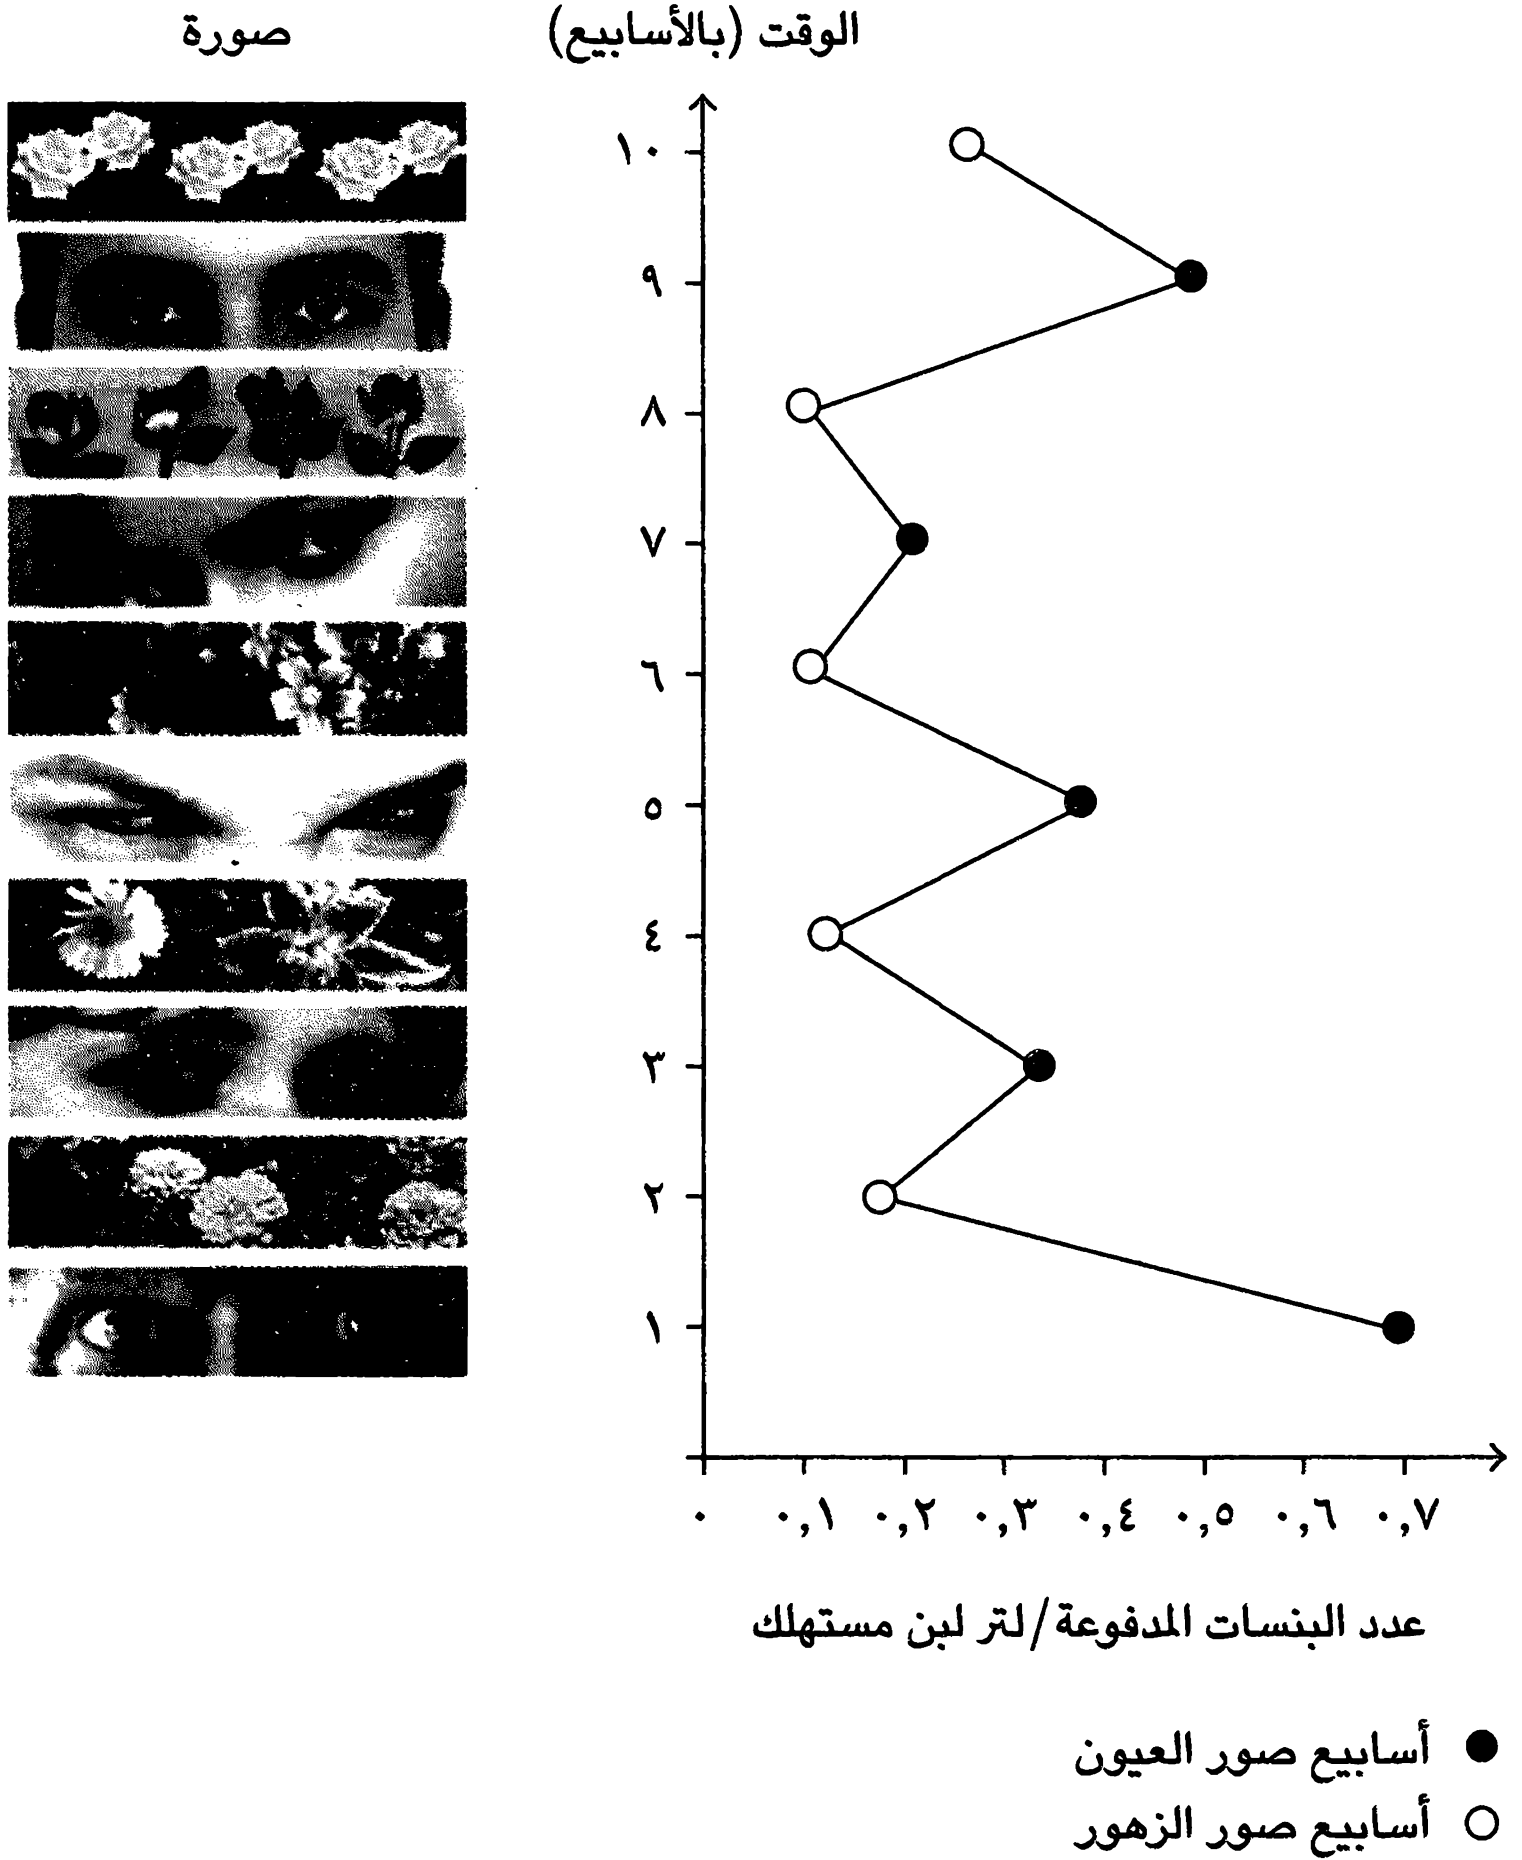 صورة
الوقت (بالأسابيع)
١٠
٩
٨
٧
٦
٥
٤
٣
٢
١
٠ ٠,١ ٠,٢ ٠,٣ ٠,٤ ٠,٥ ٠,٦ ٠,٧
عدد البنسات المدفوعة/لتر لبن مستهلك
أسابيع صور العيون
أسابيع صور الزهور